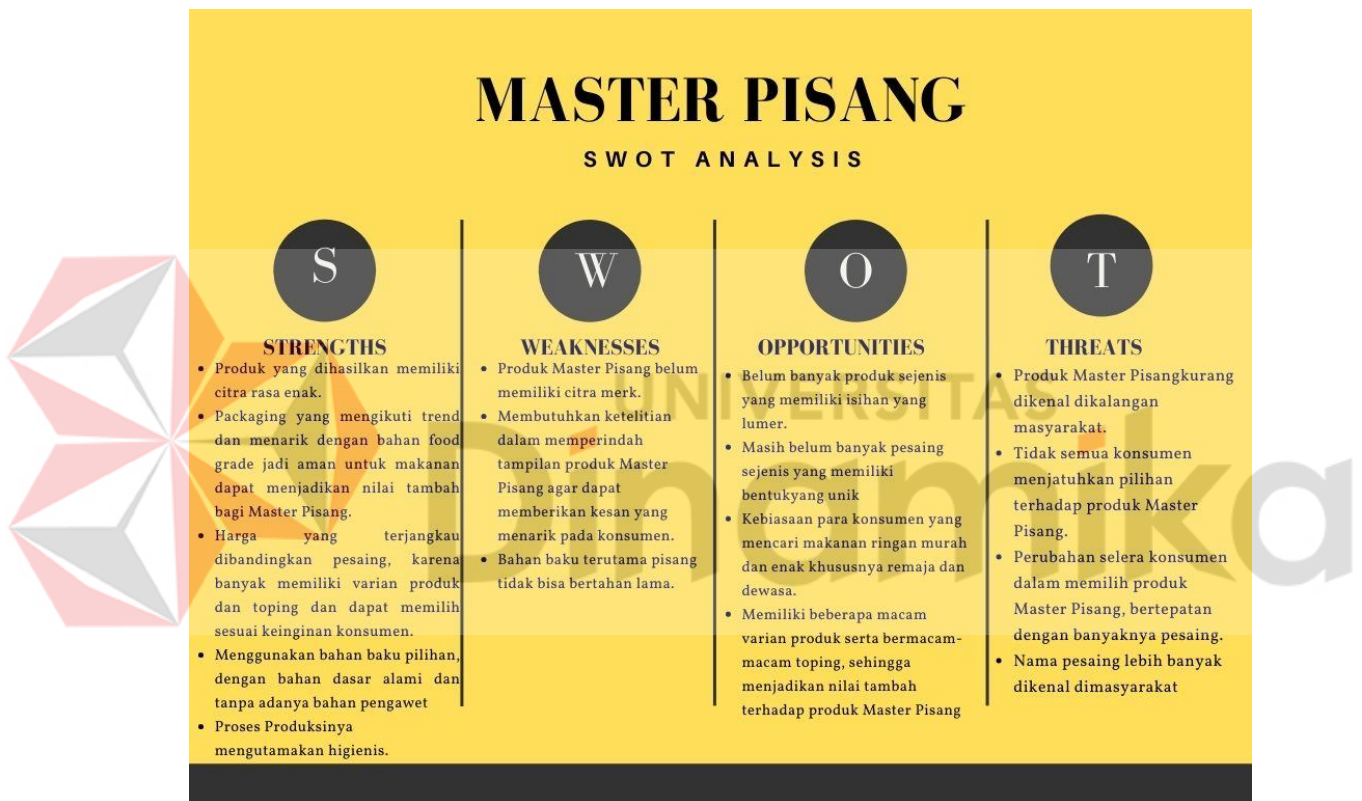 MASTER PISANG
SWOT ANALYSIS
S
STRENGTHS
• Produk yang dihasilkan memiliki
citra rasa enak.
• Packaging yang mengikuti trend
dan menarik dengan bahan food
grade jadi aman untuk makanan
dapat menjadikan nilai tambah
bagi Master Pisang.
• Harga yang terjangkau
dibandingkan pesaing, karena
banyak memiliki varian produk
dan toping dan dapat memilih
sesuai keinginan konsumen.
• Menggunakan bahan baku pilihan,
dengan bahan dasar alami dan
tanpa adanya bahan pengawet
• Proses Produksinya
mengutamakan higienis.
W
WEAKNESSES
• Produk Master Pisang belum
memiliki citra merk.
• Membutuhkan ketelitian
dalam memperindah
tampilan produk Master
Pisang agar dapat
memberikan kesan yang
menarik pada konsumen.
• Bahan baku terutama pisang
tidak bisa bertahan lama.
O
OPPORTUNITIES
• Belum banyak produk sejenis
yang memiliki isihan yang
lumer.
• Masih belum banyak pesaing
sejenis yang memiliki
bentukyang unik
• Kebiasaan para konsumen yang
mencari makanan ringan murah
dan enak khususnya remaja dan
dewasa.
• Memiliki beberapa macam
varian produk serta bermacam-
macam toping, sehingga
menjadikan nilai tambah
terhadap produk Master Pisang
T
THREATS
• Produk Master Pisangkurang
dikenal dikalangan
masyarakat.
• Tidak semua konsumen
menjatuhkan pilihan
terhadap produk Master
Pisang.
• Perubahan selera konsumen
dalam memilih produk
Master Pisang, bertepatan
dengan banyaknya pesaing.
• Nama pesaing lebih banyak
dikenal dimasyarakat
UNIVERSITAS
Dinamika